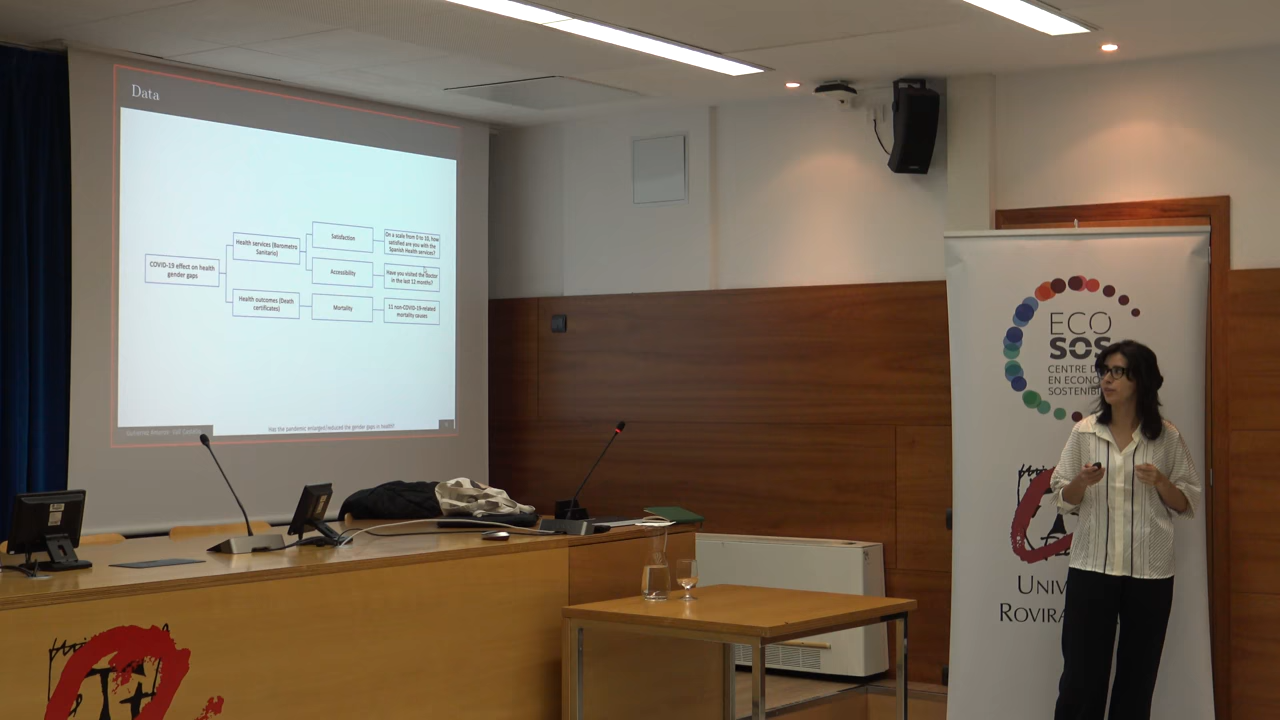 Data
COVID-19 effect on health
gender gaps
Health services (Barometro
Sanitario)
Satisfaction
On a scale from 0 to 10, how
satisfied are you with the
Spanish Health services?
Accessibility
Have you visited the doctor
in the last 12 months?
Health outcomes (Death
certificates)
Mortality
11 non-COVID-19-related
mortality causes
Has the pandemic enlarged/reduced the gender gaps in health?
ECO
SOS
CENTRE D
EN ECONO
SOSTENIBI
UNIV
ROVIRA